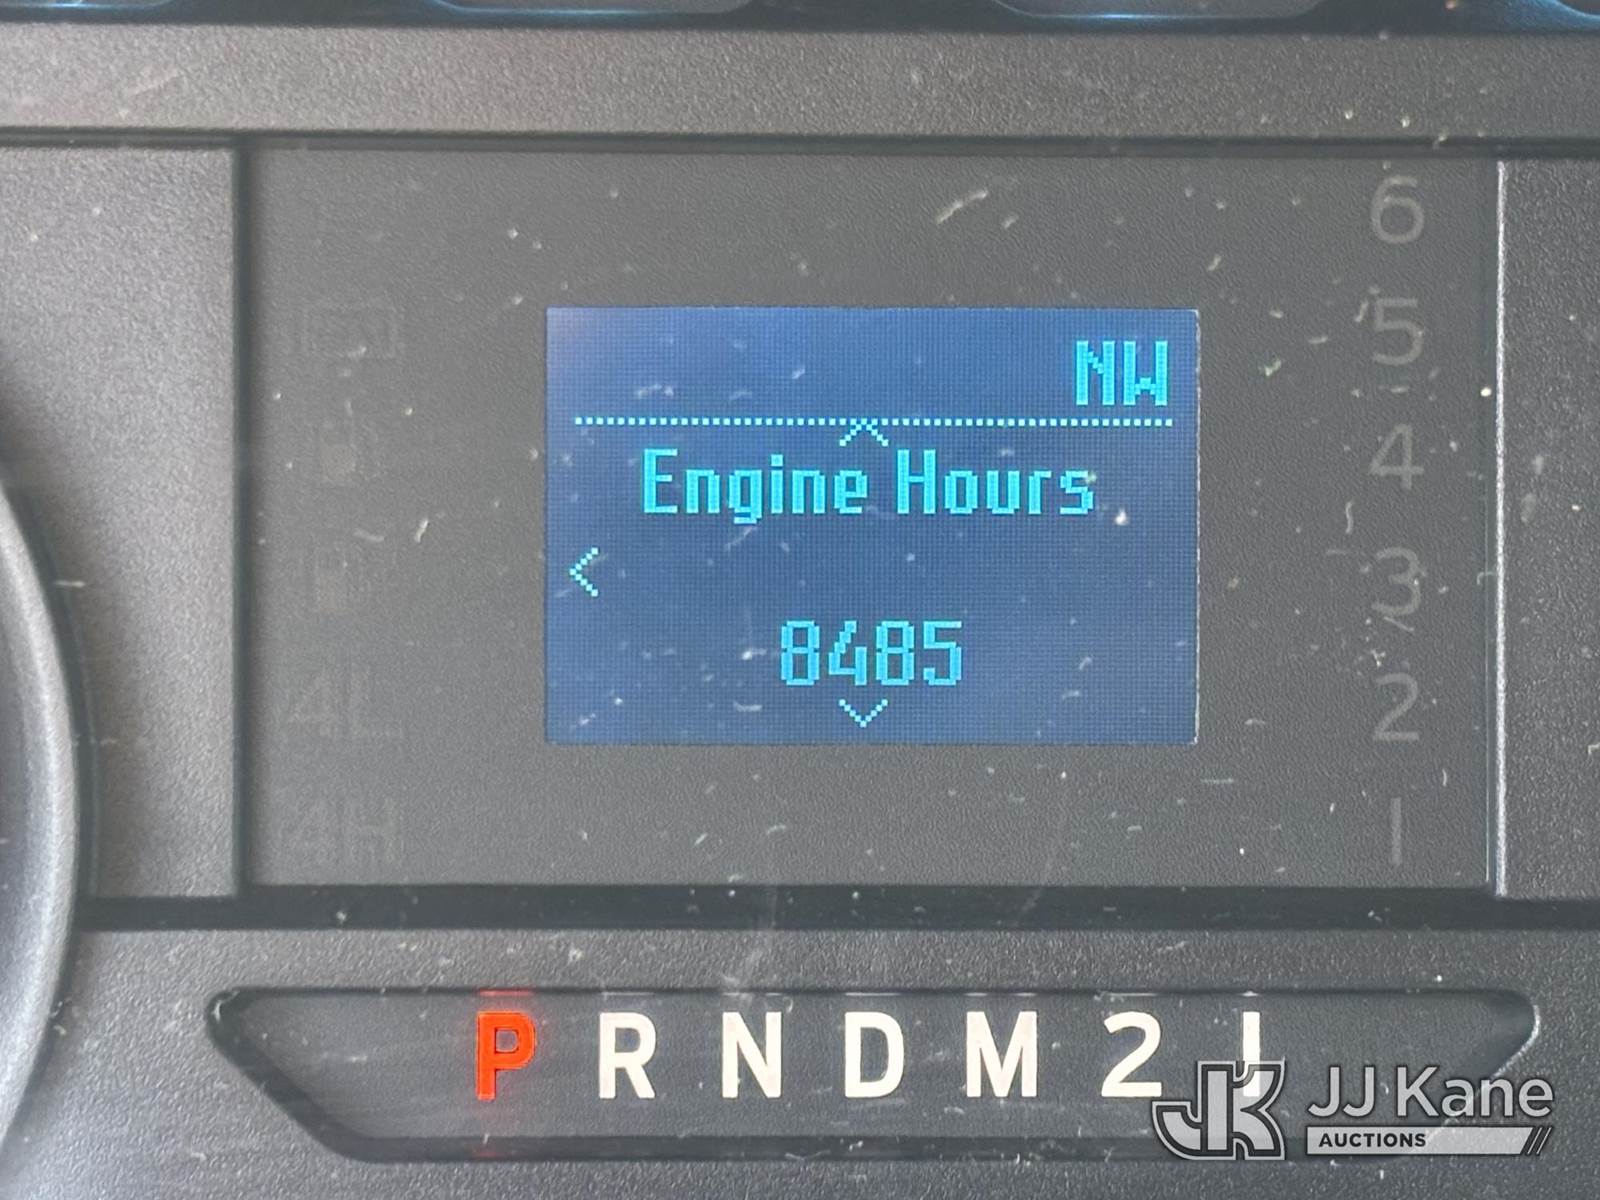 NW
Engine Hours
8485
6
5
4
3
2
1
4L
4H
P R N D M 2 1
JJ Kane
AUCTIONS